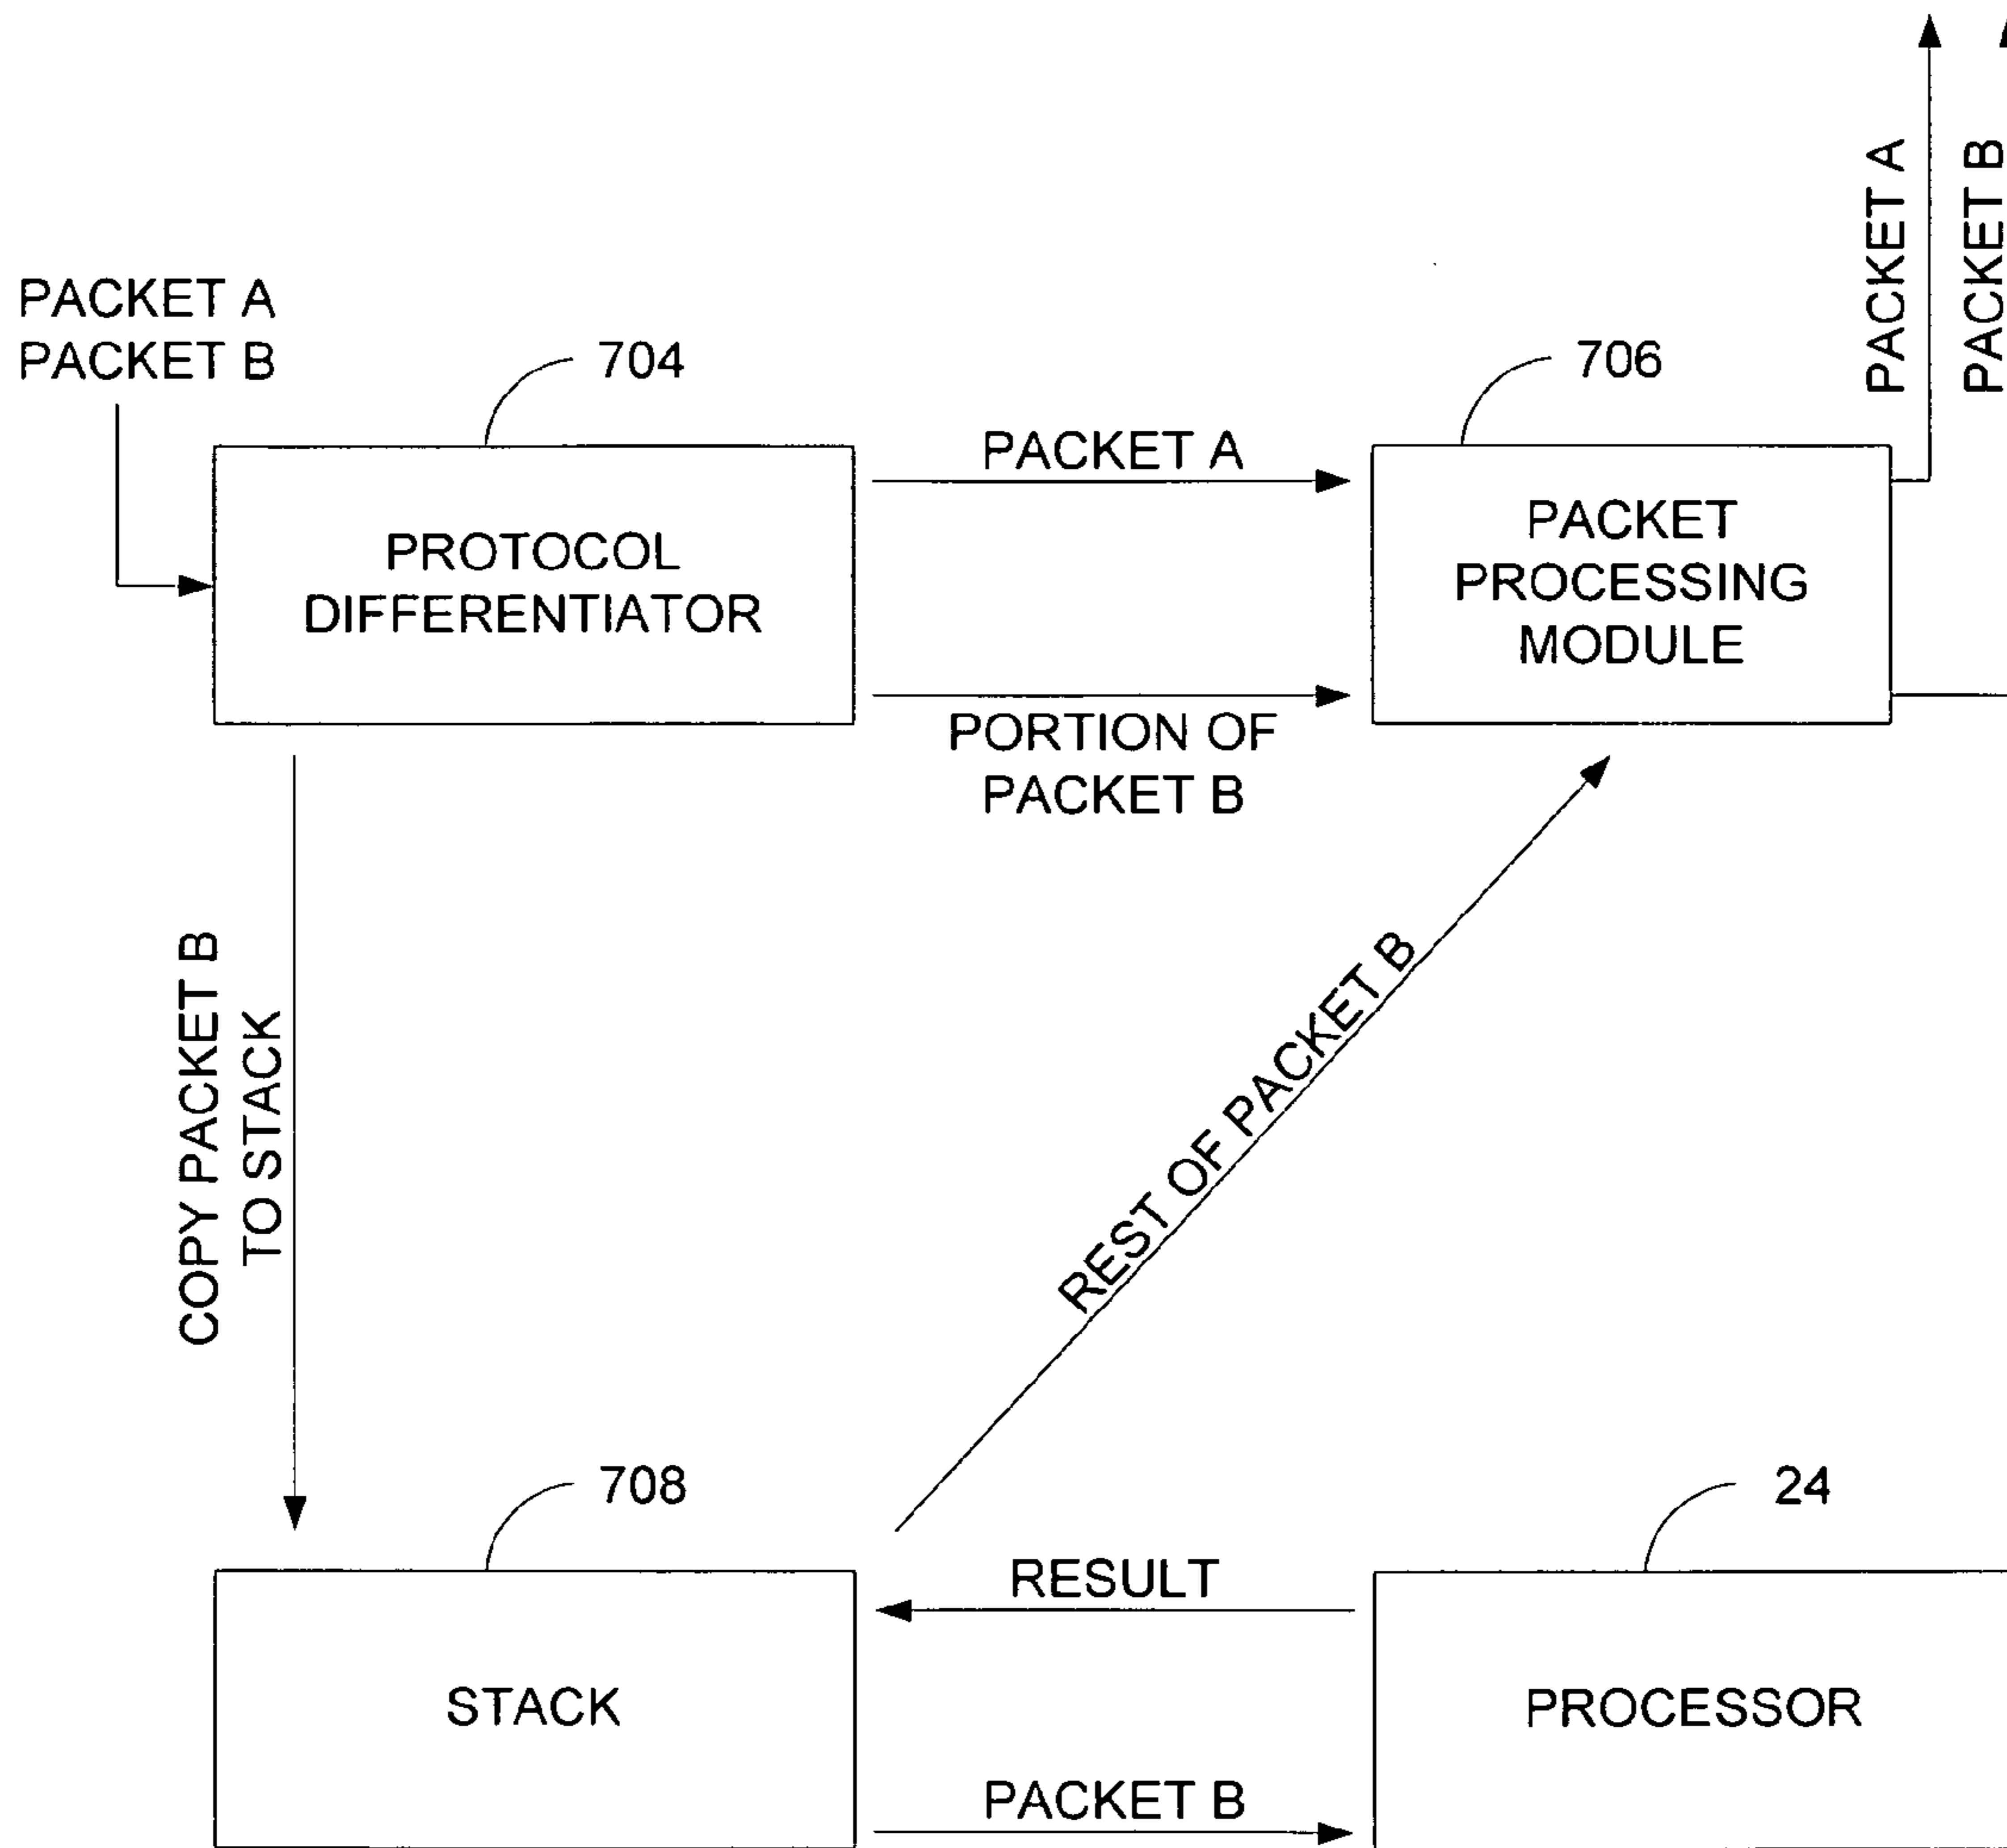 PACKET A
PACKET B
PACKET A
PACKET B
704
706
PACKET A
PROTOCOL
DIFFERENTIATOR
PACKET
PROCESSING
MODULE
PORTION OF
PACKET B
COPY PACKET B
TO STACK
REST OF PACKET B
708
24
RESULT
STACK
PROCESSOR
PACKET B